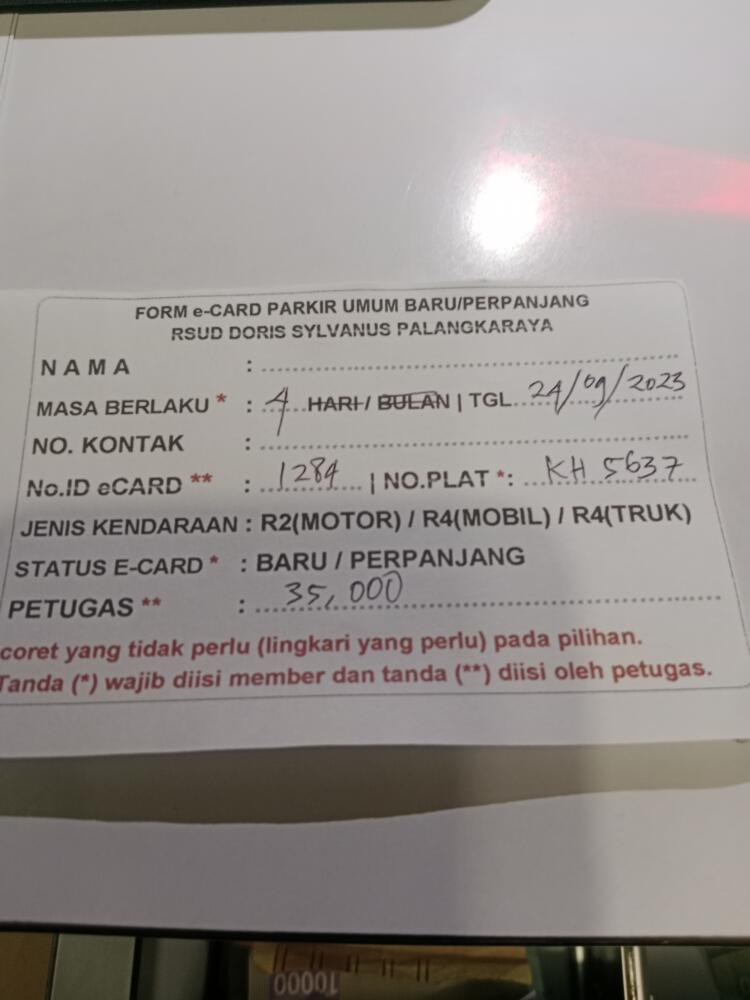 FORM e-CARD PARKIR UMUM BARU/PERPANJANG
RSUD DORIS SYLVANUS PALANGKARAYA
N A M A :
MASA BERLAKU * : 4 HARI / BULAN | TGL. 24/09/2023
NO. KONTAK :
No.ID eCARD ** : 1284 | NO.PLAT *: KH 5637
JENIS KENDARAAN : R2(MOTOR) / R4(MOBIL) / R4(TRUK)
STATUS E-CARD * : BARU / PERPANJANG
PETUGAS ** : 35,000
coret yang tidak perlu (lingkari yang perlu) pada pilihan.
Tanda (*) wajib diisi member dan tanda (**) diisi oleh petugas.
10000